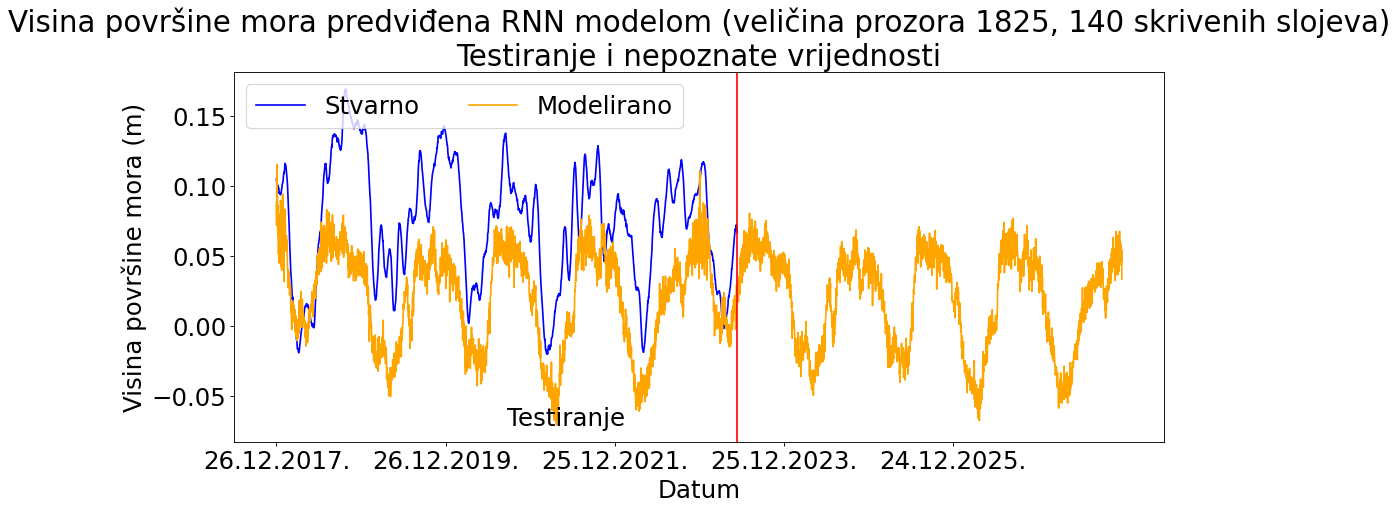 Visina površine mora predviđena RNN modelom (veličina prozora 1825, 140 skrivenih slojeva)
Testiranje i nepoznate vrijednosti
Stvarno
Modelirano
Visina površine mora (m)
0.15
0.10
0.05
0.00
−0.05
Testiranje
26.12.2017.
26.12.2019.
25.12.2021.
25.12.2023.
24.12.2025.
Datum